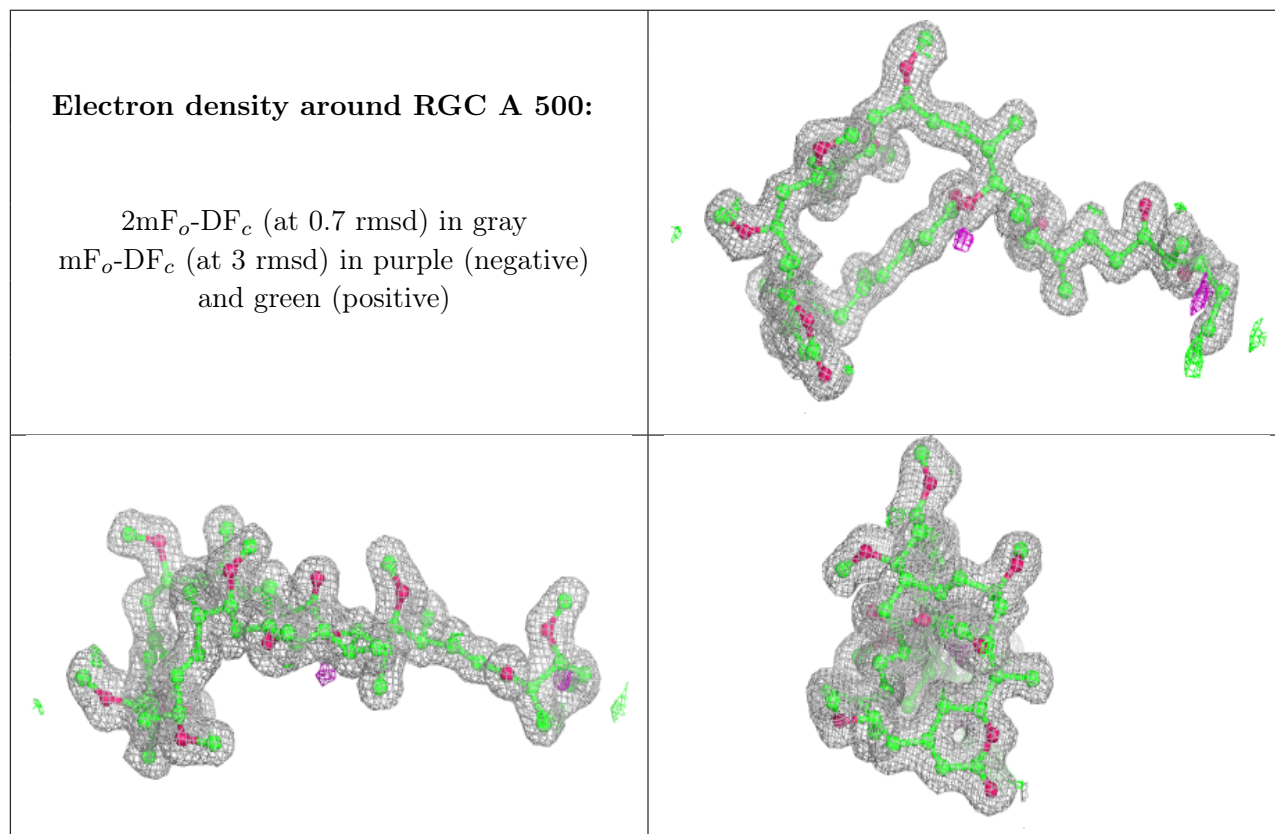 Electron density around RGC A 500:
2mFo-DFc (at 0.7 rmsd) in gray
mFo-DFc (at 3 rmsd) in purple (negative)
and green (positive)